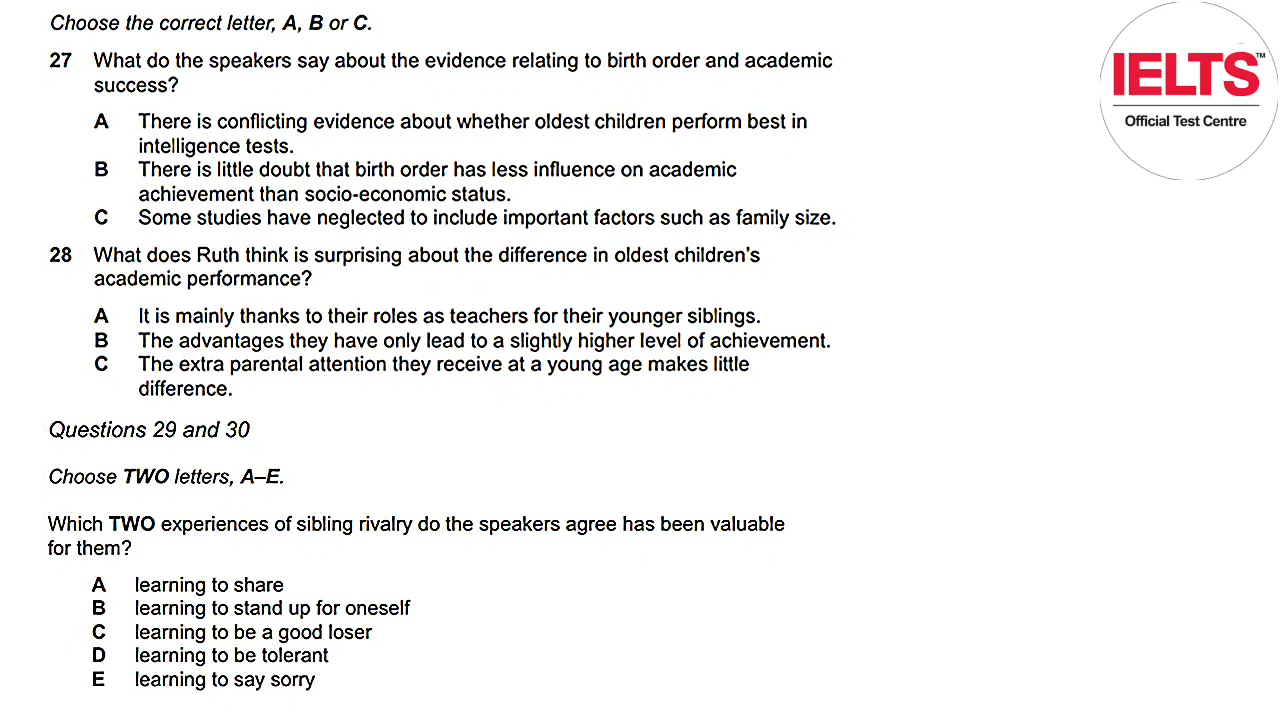 Choose the correct letter, A, B or C.
27 What do the speakers say about the evidence relating to birth order and academic
success?
A There is conflicting evidence about whether oldest children perform best in
intelligence tests.
B There is little doubt that birth order has less influence on academic
achievement than socio-economic status.
C Some studies have neglected to include important factors such as family size.
28 What does Ruth think is surprising about the difference in oldest children's
academic performance?
A It is mainly thanks to their roles as teachers for their younger siblings.
B The advantages they have only lead to a slightly higher level of achievement.
C The extra parental attention they receive at a young age makes little
difference.
Questions 29 and 30
Choose TWO letters, A–E.
Which TWO experiences of sibling rivalry do the speakers agree has been valuable
for them?
A learning to share
B learning to stand up for oneself
C learning to be a good loser
D learning to be tolerant
E learning to say sorry
IELTS™
Official Test Centre